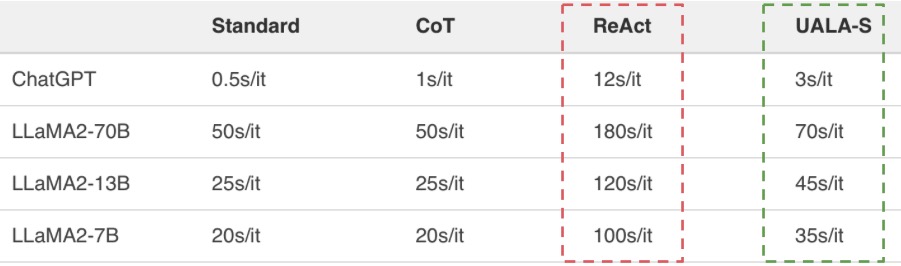 Standard CoT ReAct UALA-S
ChatGPT 0.5s/it 1s/it 12s/it 3s/it
LLaMA2-70B 50s/it 50s/it 180s/it 70s/it
LLaMA2-13B 25s/it 25s/it 120s/it 45s/it
LLaMA2-7B 20s/it 20s/it 100s/it 35s/it